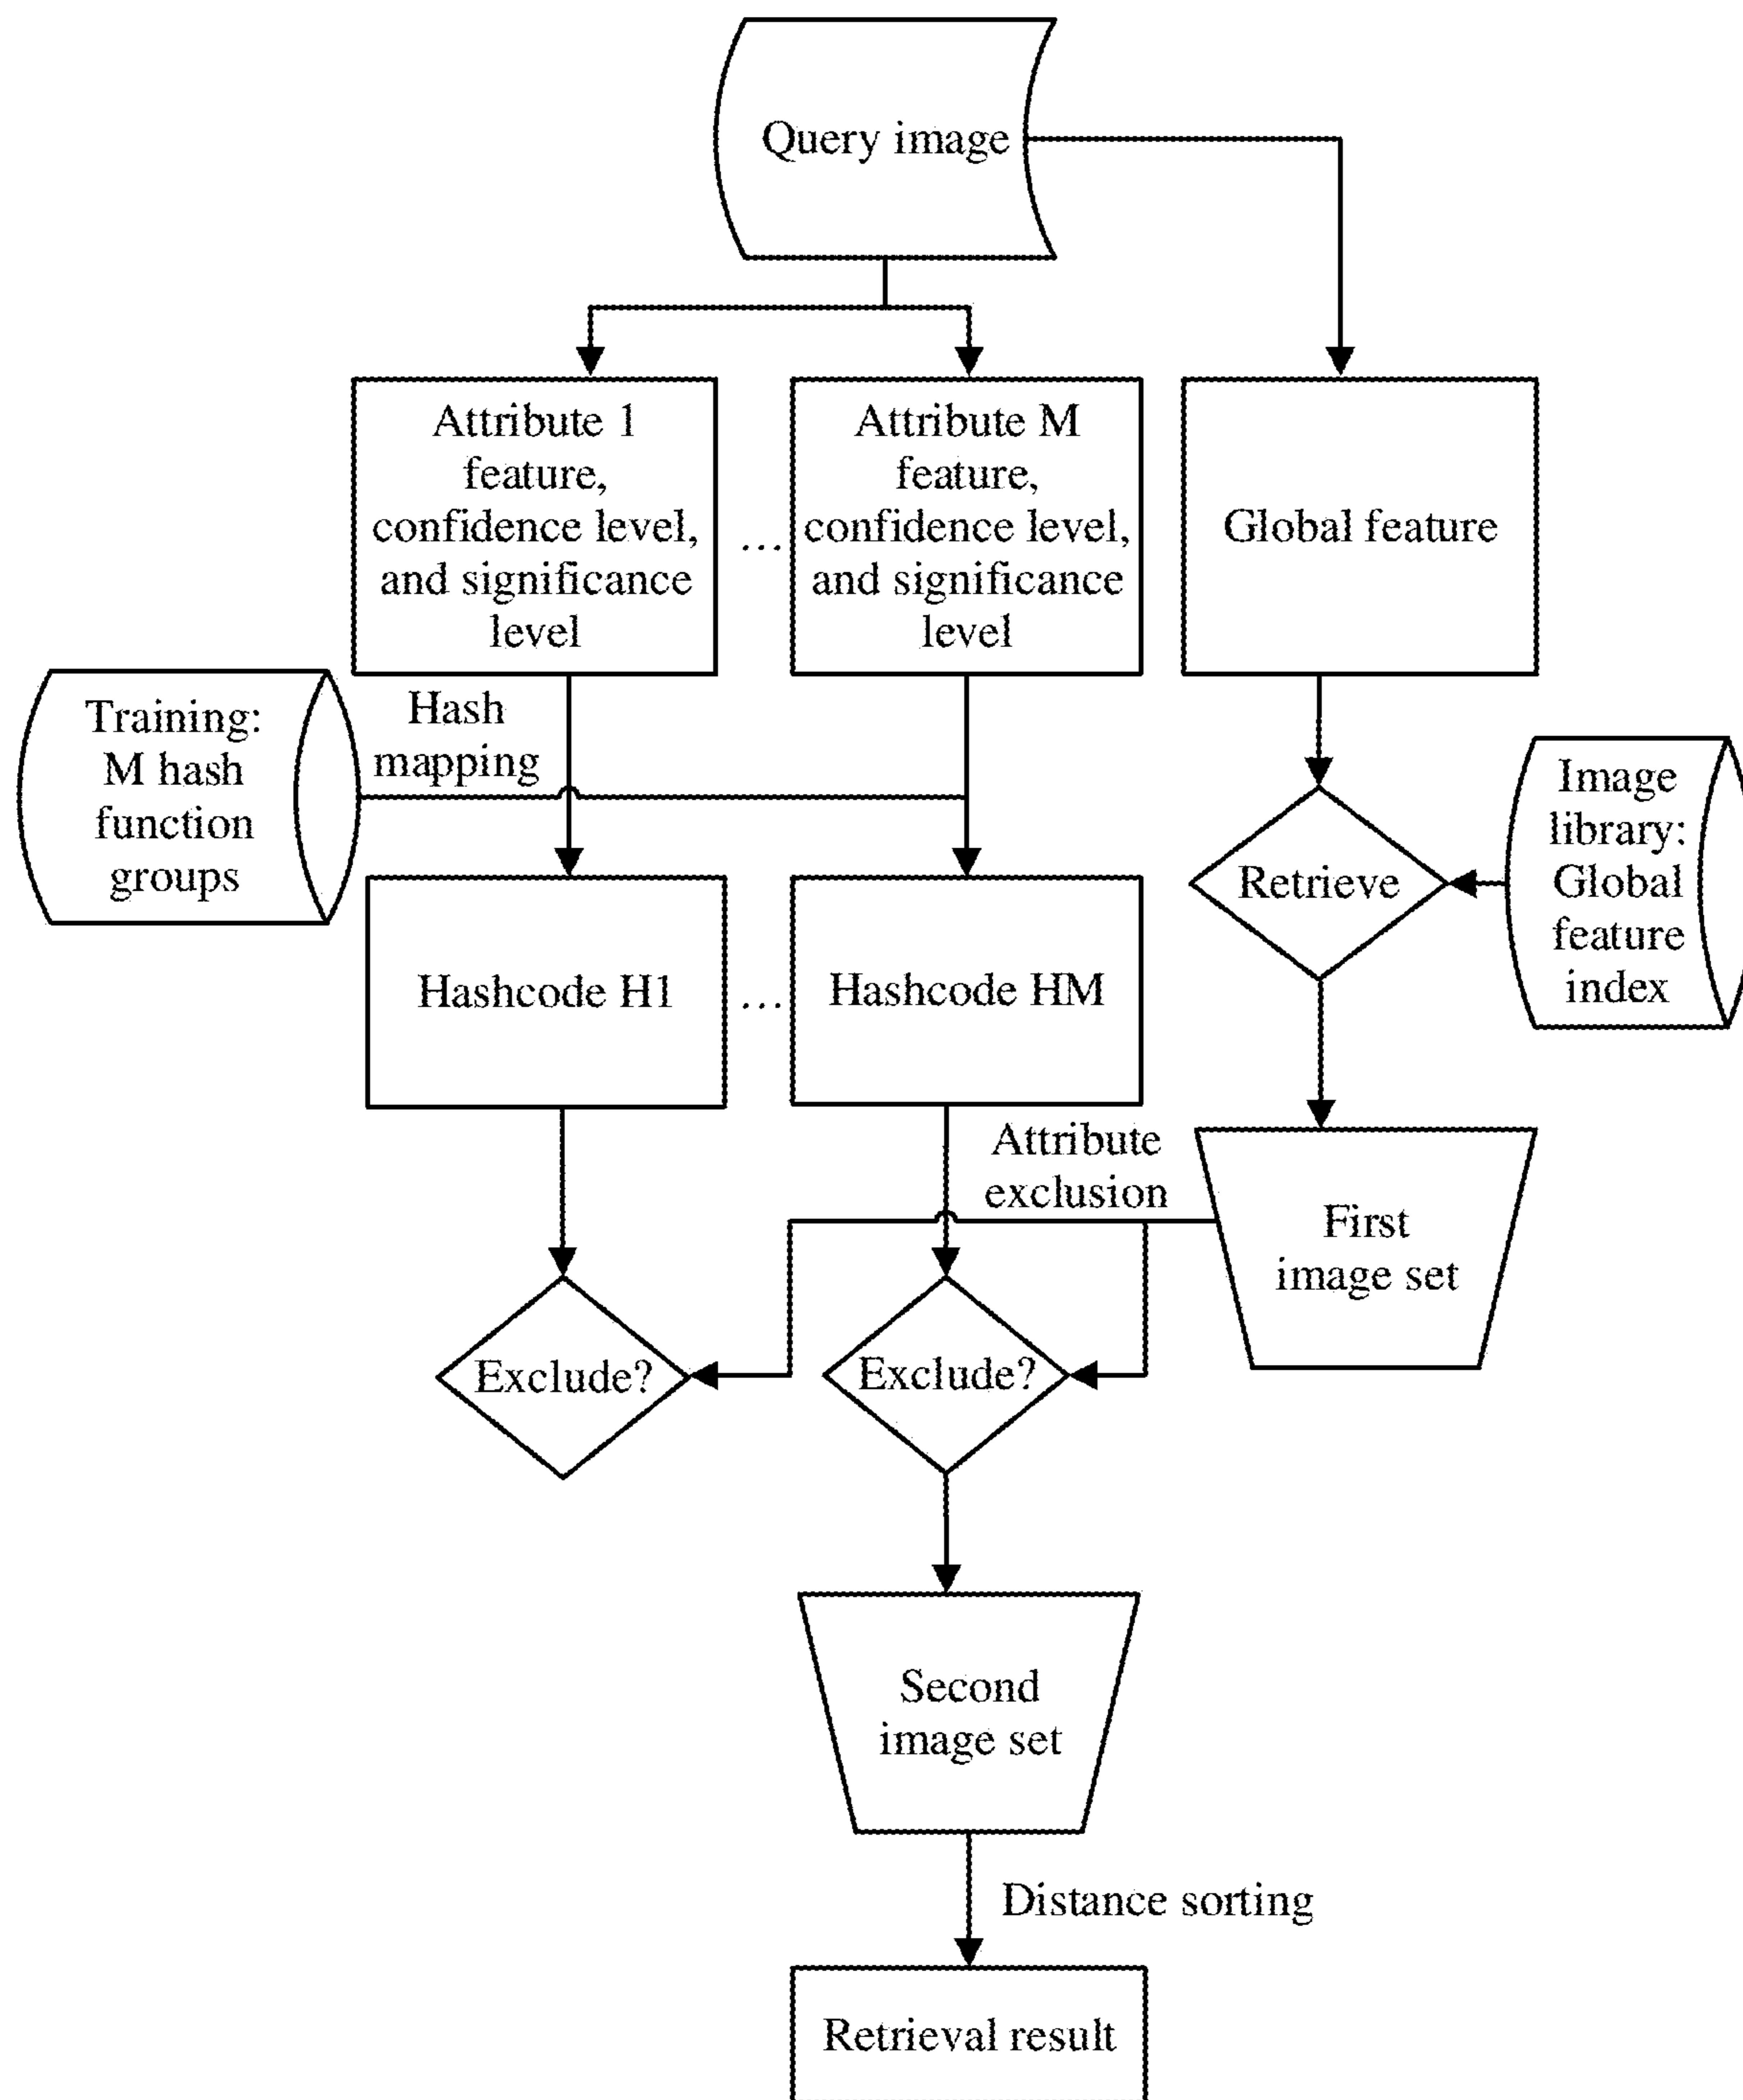 Query image
Attribute 1
feature,
confidence level,
and significance
level
...
Attribute M
feature,
confidence level,
and significance
level
Global feature
Training:
M hash
function
groups
Hash
mapping
Image
library:
Global
feature
index
Retrieve
Hashcode H1
...
Hashcode HM
Attribute
exclusion
First
image set
Exclude?
Exclude?
Second
image set
Distance sorting
Retrieval result